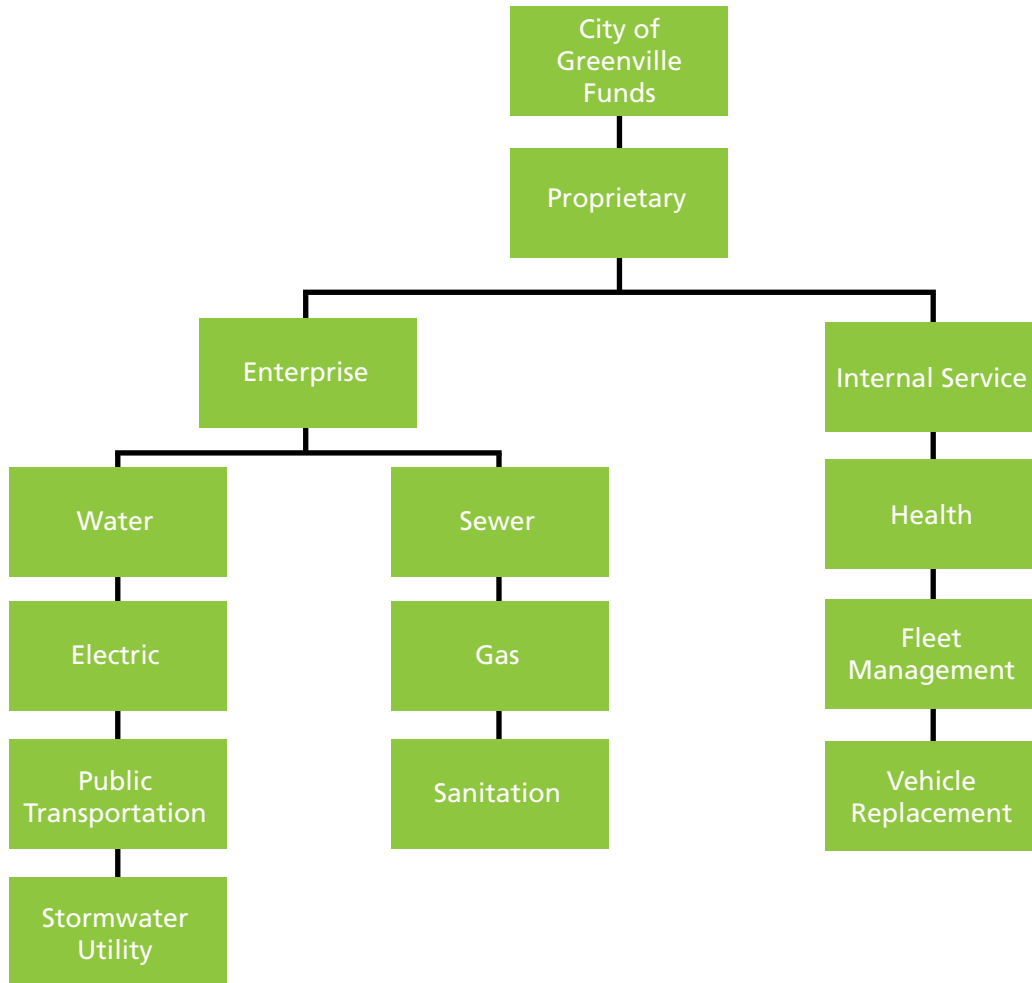 City of
Greenville
Funds
Proprietary
Enterprise
Internal Service
Water
Sewer
Health
Electric
Gas
Fleet
Management
Public
Transportation
Sanitation
Vehicle
Replacement
Stormwater
Utility